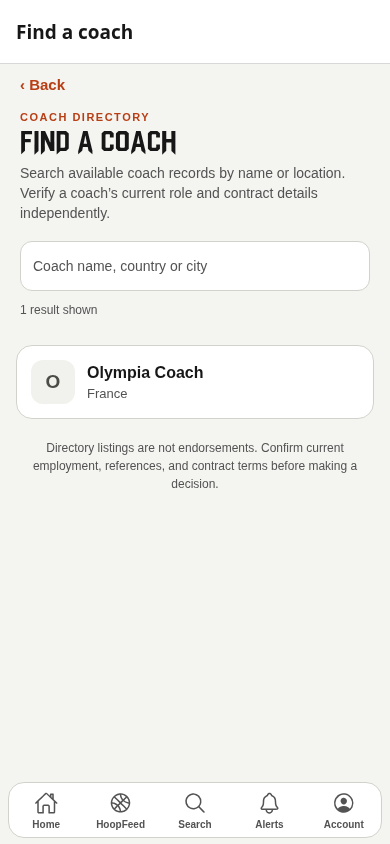 Find a coach
‹ Back
COACH DIRECTORY
FIND A COACH
Search available coach records by name or location.
Verify a coach's current role and contract details
independently.
Coach name, country or city
1 result shown
O
Olympia Coach
France
Directory listings are not endorsements. Confirm current
employment, references, and contract terms before making a
decision.
Home
HoopFeed
Search
Alerts
Account